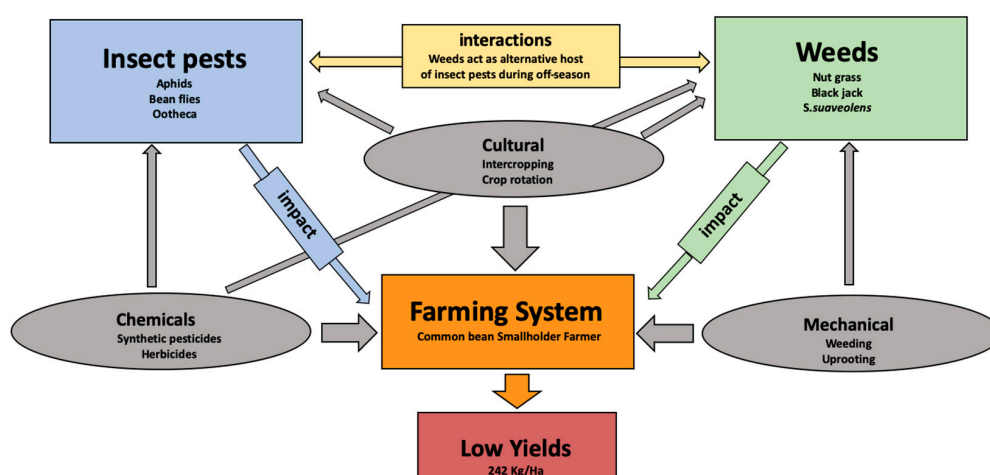 Insect pests
Aphids
Bean flies
Ootheca
interactions
Weeds act as alternative host
of insect pests during off-season
Weeds
Nut grass
Black jack
S.suaveolens
Cultural
Intercropping
Crop rotation
impact
impact
Chemicals
Synthetic pesticides
Herbicides
Farming System
Common bean Smallholder Farmer
Mechanical
Weeding
Uprooting
Low Yields
242 Kg/Ha